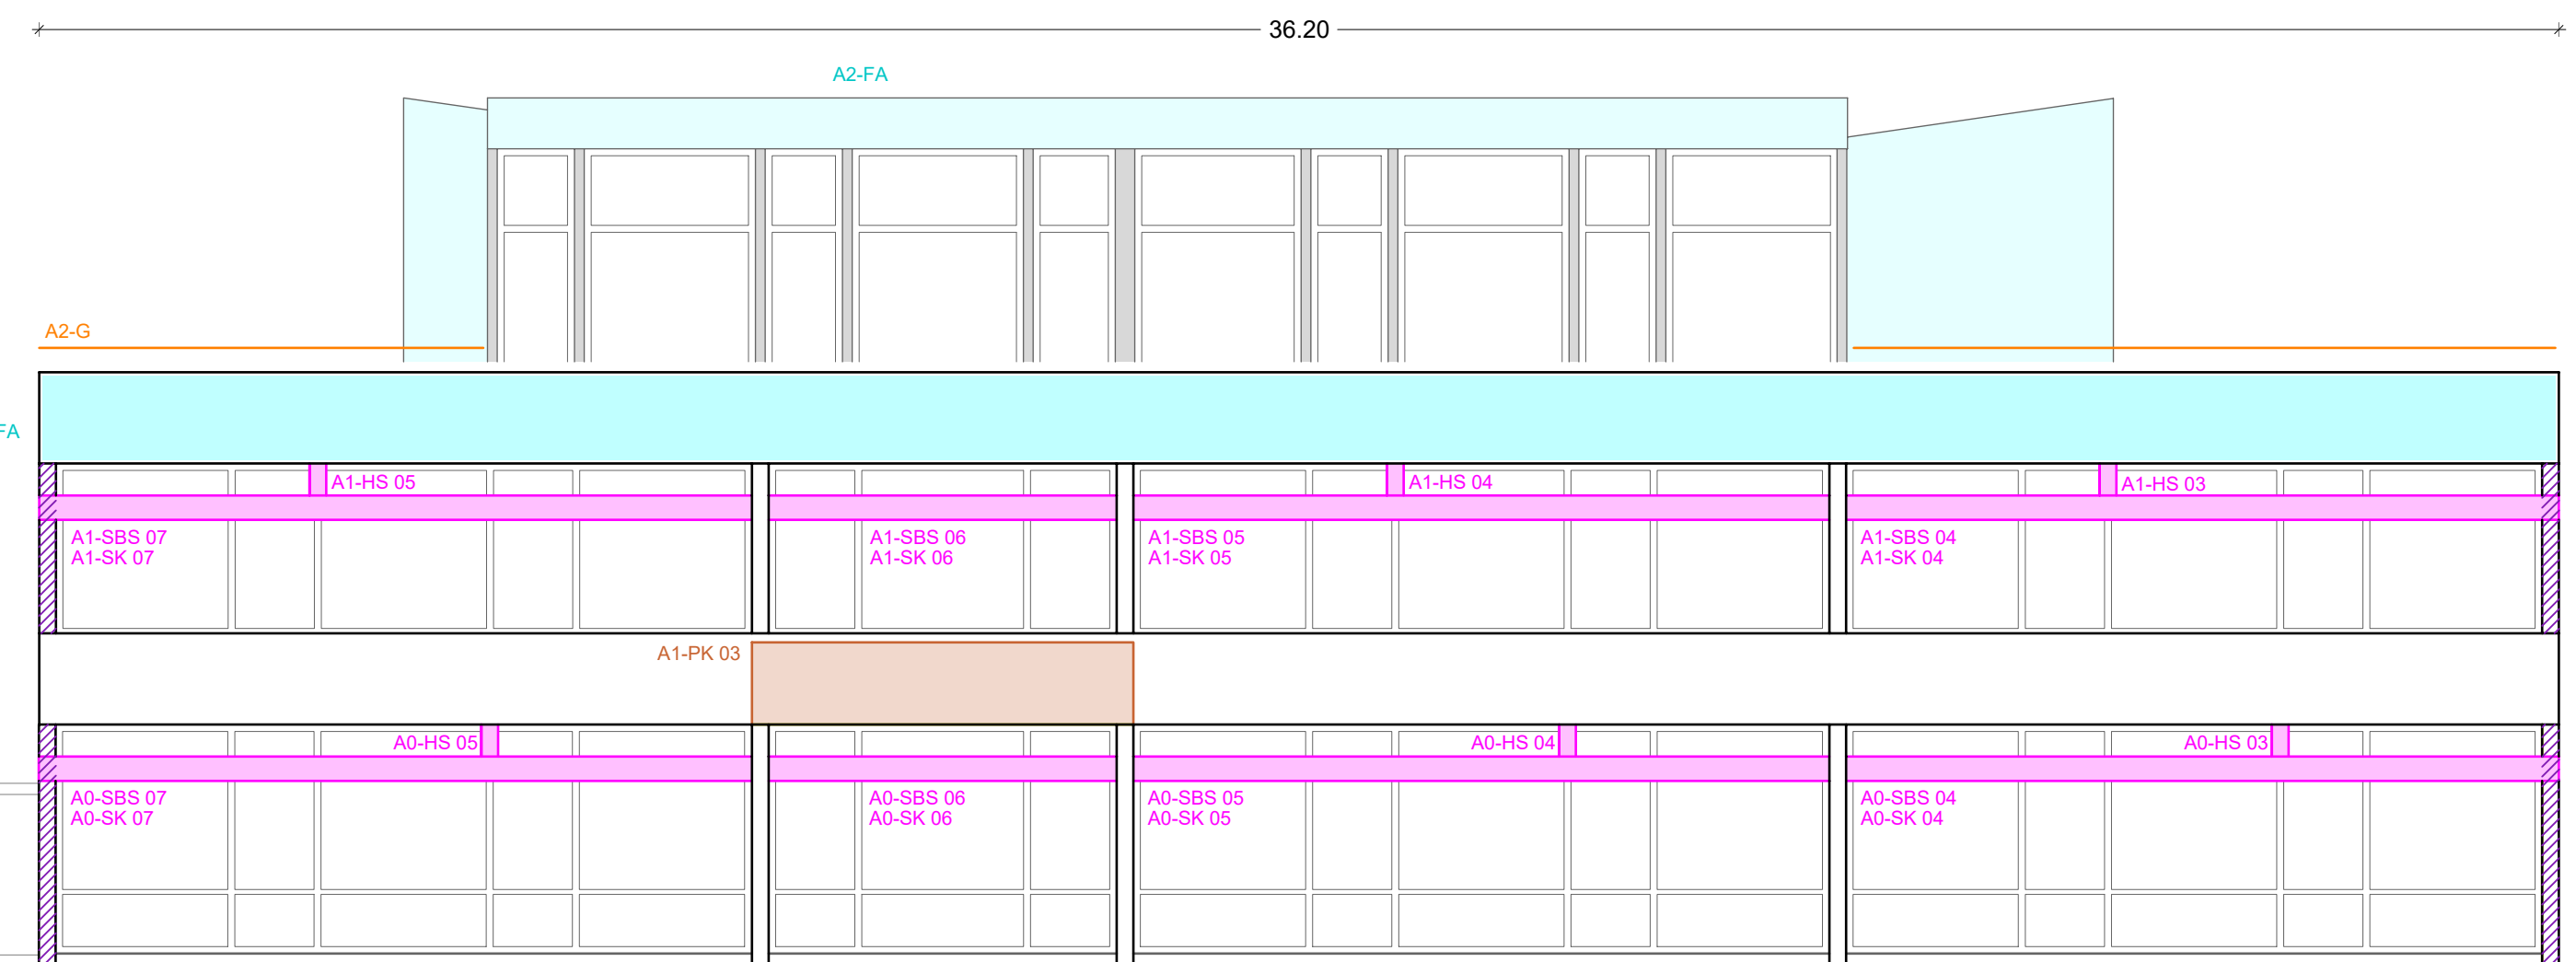 36.20
A2-FA
A2-G
FA
A1-HS 05
A1-HS 04
A1-HS 03
A1-SBS 07
A1-SK 07
A1-SBS 06
A1-SK 06
A1-SBS 05
A1-SK 05
A1-SBS 04
A1-SK 04
A1-PK 03
A0-HS 05
A0-HS 04
A0-HS 03
A0-SBS 07
A0-SK 07
A0-SBS 06
A0-SK 06
A0-SBS 05
A0-SK 05
A0-SBS 04
A0-SK 04